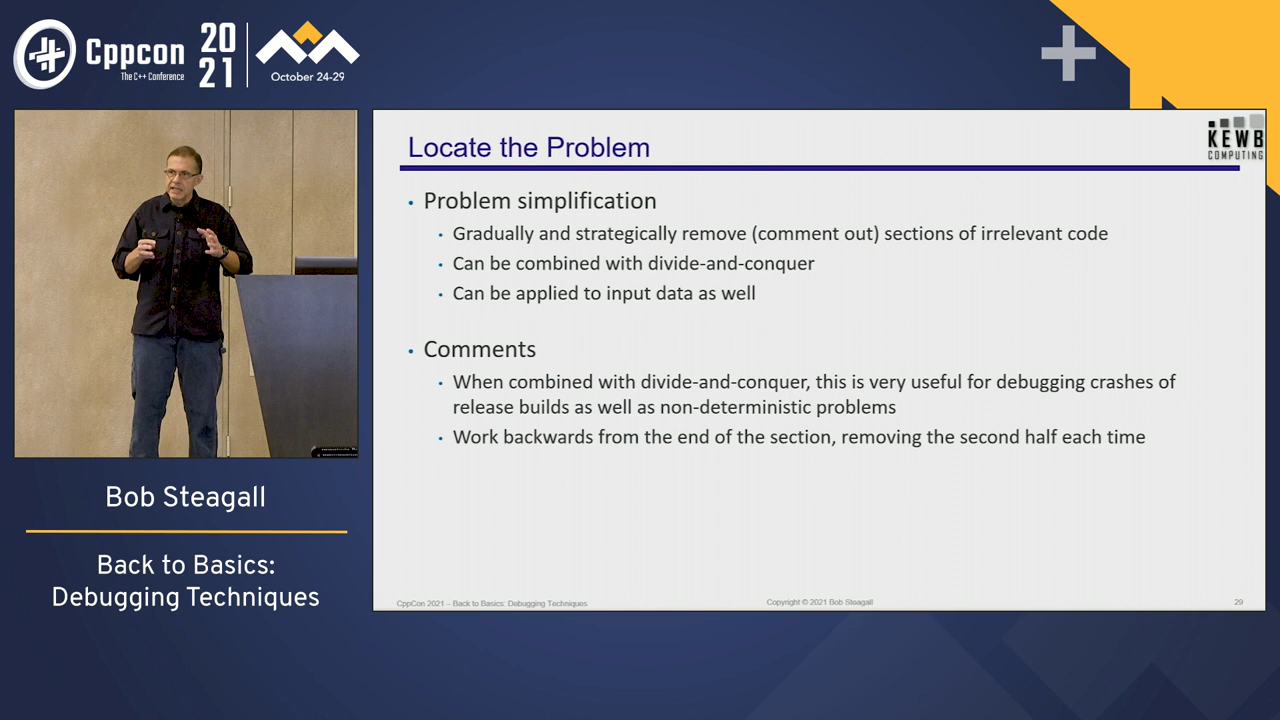 Cppcon
The C++ Conference
20
21
October 24-29
Locate the Problem
KEWB
COMPUTING
• Problem simplification
• Gradually and strategically remove (comment out) sections of irrelevant code
• Can be combined with divide-and-conquer
• Can be applied to input data as well
• Comments
• When combined with divide-and-conquer, this is very useful for debugging crashes of
release builds as well as non-deterministic problems
• Work backwards from the end of the section, removing the second half each time
CppCon 2021 – Back to Basics: Debugging Techniques
Copyright © 2021 Bob Steagall
29
Bob Steagall
Back to Basics:
Debugging Techniques